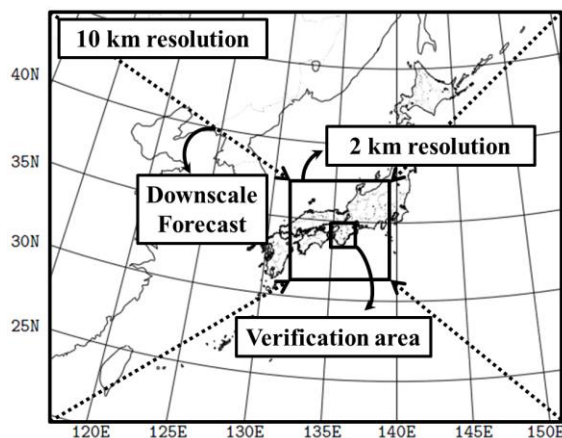 10 km resolution
40N
2 km resolution
35N
Downscale
Forecast
30N
Verification area
25N
120E 125E 130E 135E 140E 145E 150E